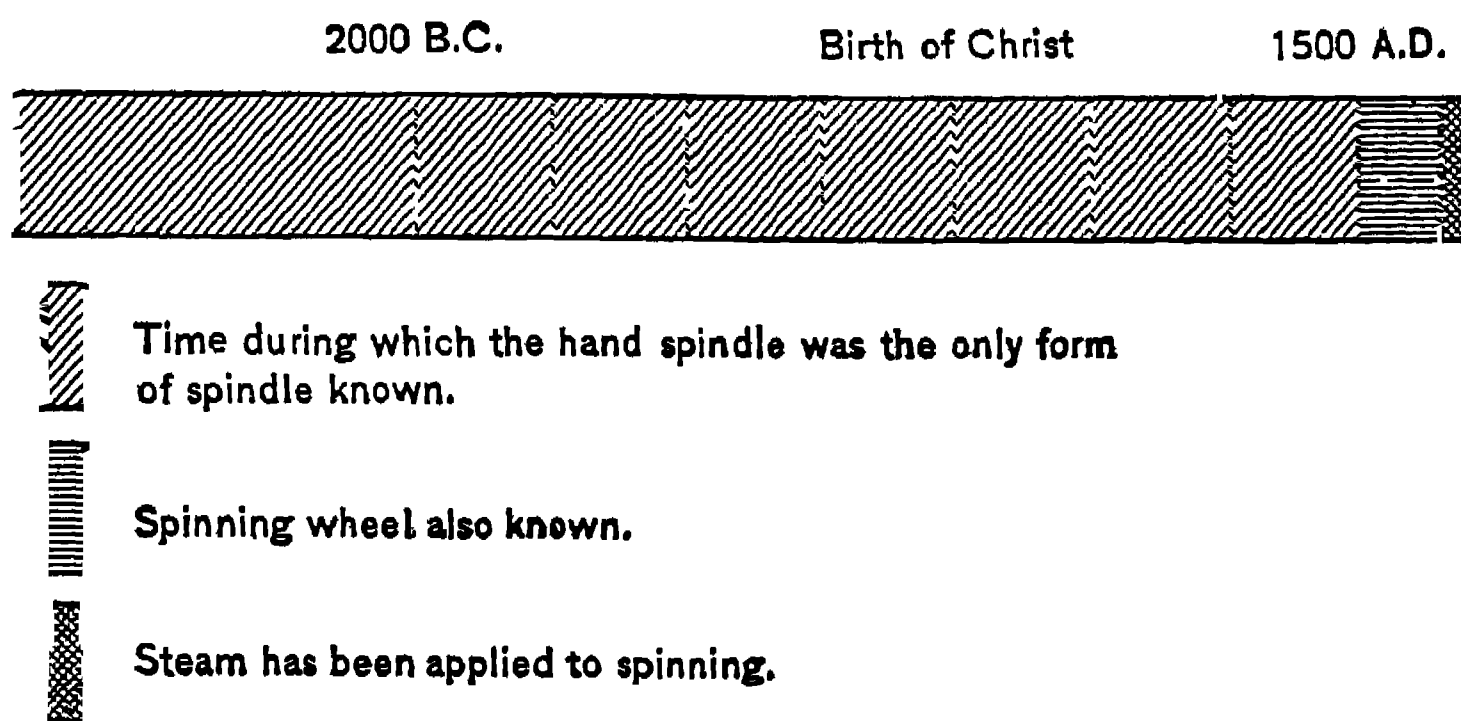 2000 B.C. Birth of Christ 1500 A.D.
Time during which the hand spindle was the only form
of spindle known.
Spinning wheel also known.
Steam has been applied to spinning.